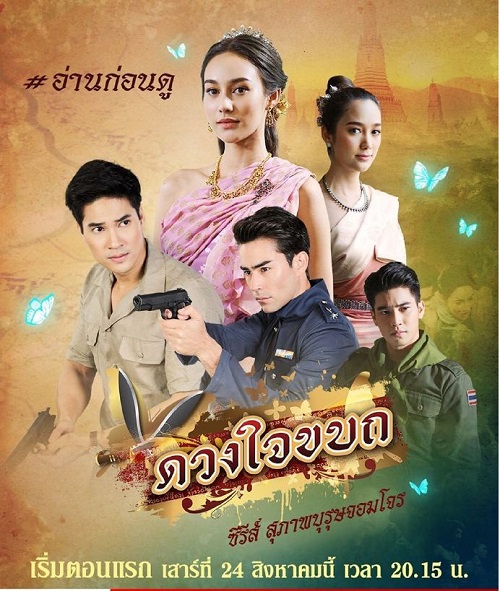 #อ่านก่อนดู
ดวงใจขบถ
ซีรีส์ สุภาพบุรุษจอมโจร
เริ่มตอนแรก เสาร์ที่ 24 สิงหาคมนี้ เวลา 20.15 น.